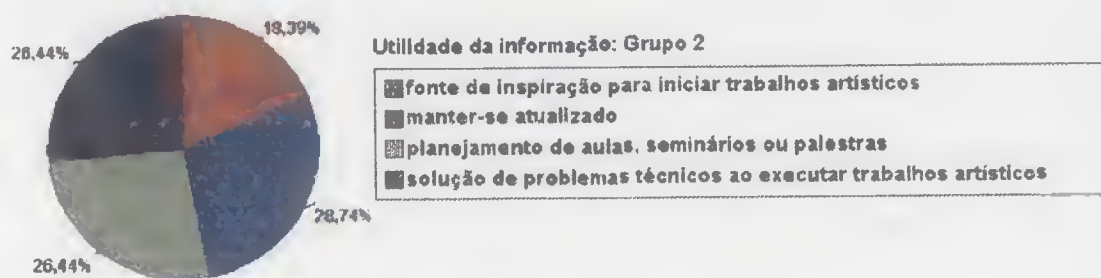 18,39%
26,44%
28,74%
26,44%
Utilidade da informação: Grupo 2
fonte de inspiração para iniciar trabalhos artísticos
manter-se atualizado
planejamento de aulas, seminários ou palestras
solução de problemas técnicos ao executar trabalhos artísticos